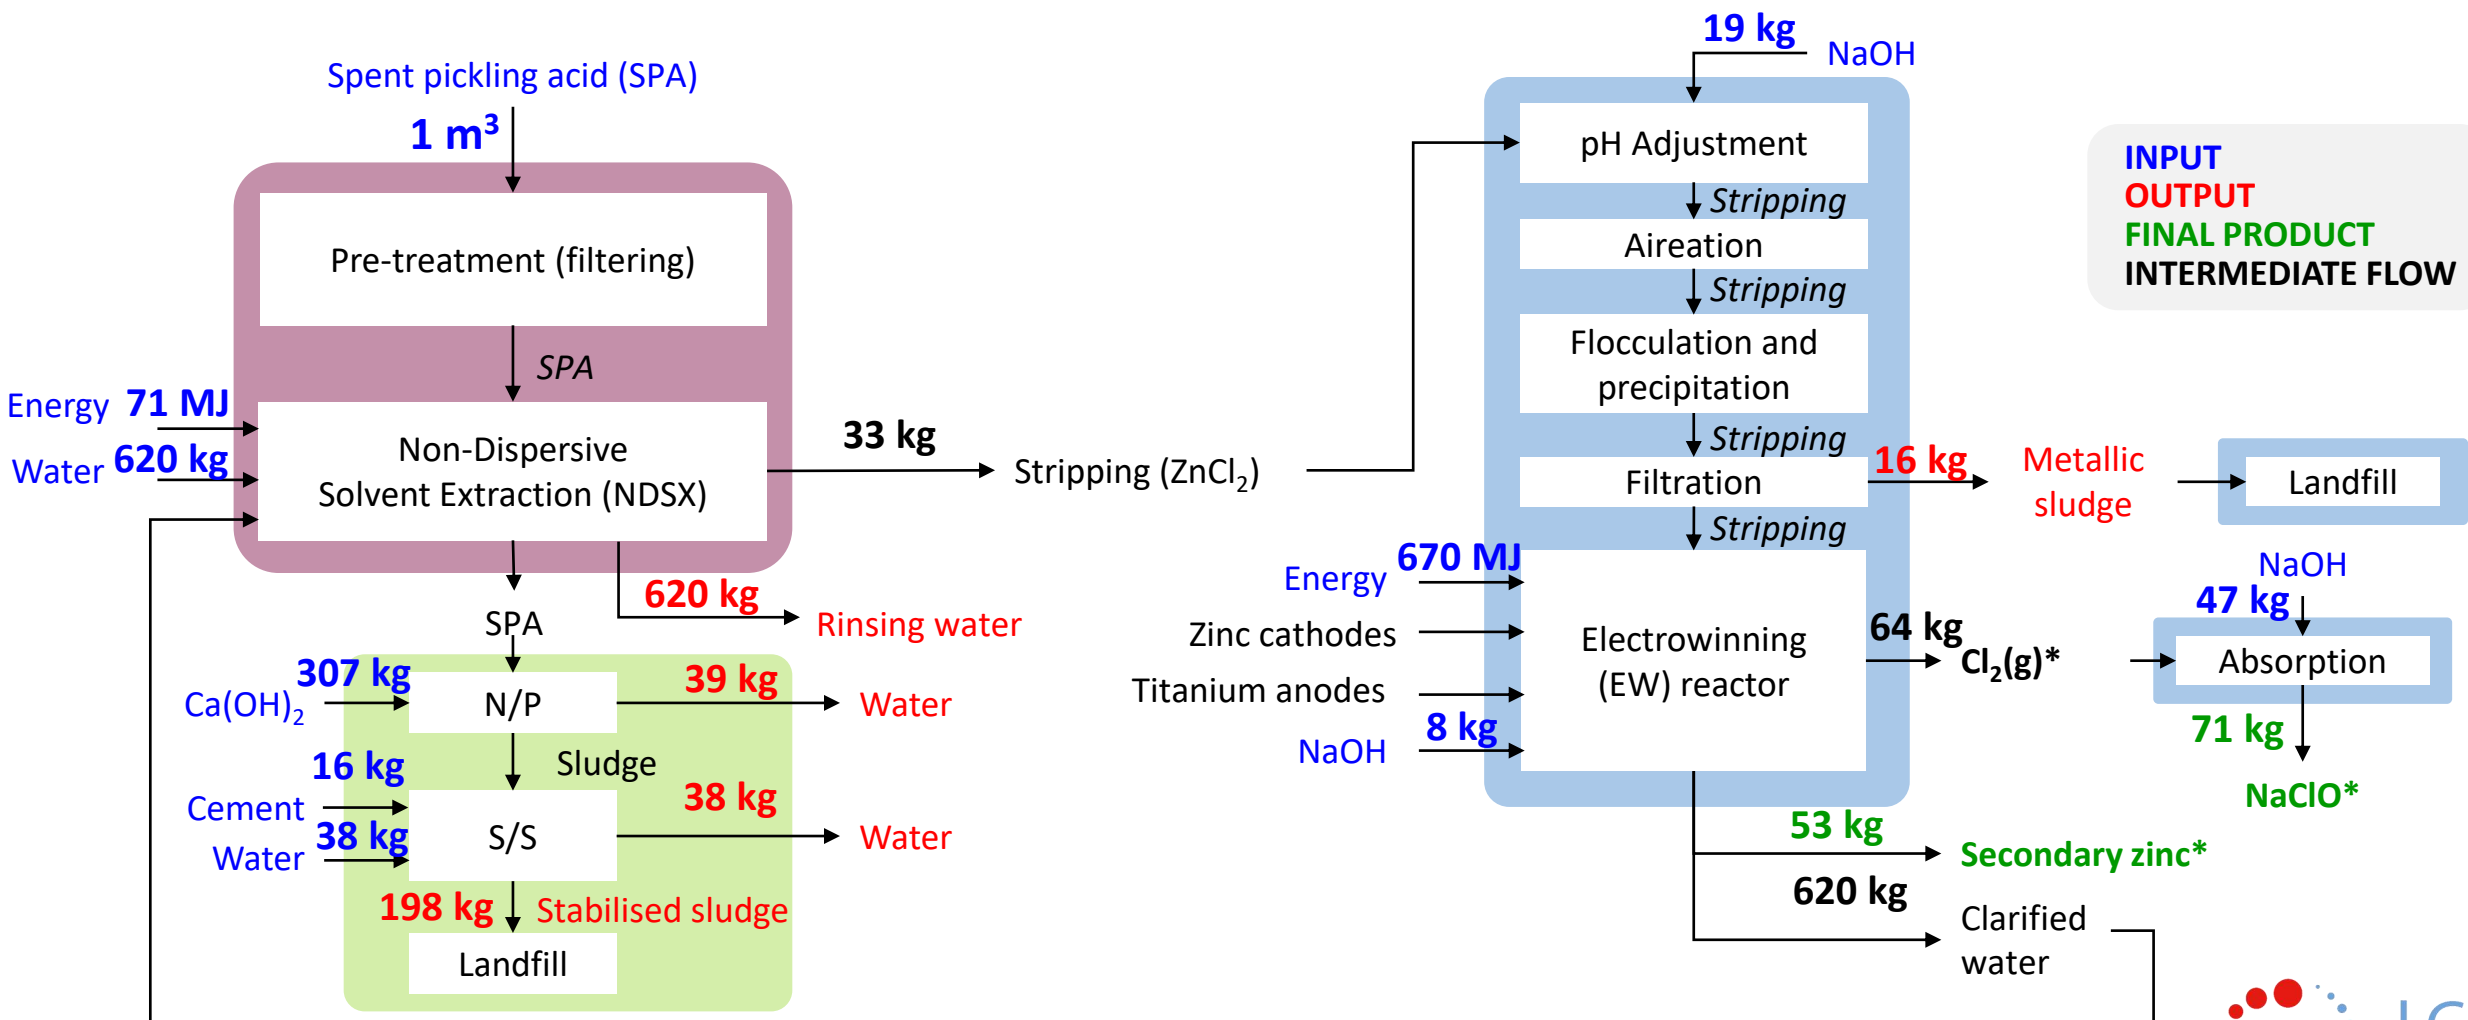 Spent pickling acid (SPA)
1 m³
Pre-treatment (filtering)
SPA
Energy 71 MJ
Water 620 kg
Non-Dispersive
Solvent Extraction (NDSX)
33 kg
Stripping (ZnCl₂)
620 kg
Rinsing water
SPA
307 kg
Ca(OH)₂
N/P
39 kg
Water
Sludge
16 kg
Cement
38 kg
Water
S/S
38 kg
Water
198 kg
Stabilised sludge
Landfill
19 kg
NaOH
pH Adjustment
Stripping
Aireation
Stripping
Flocculation and
precipitation
Stripping
Filtration
16 kg
Metallic
sludge
Landfill
Stripping
Energy
670 MJ
Zinc cathodes
Titanium anodes
NaOH
8 kg
Electrowinning
(EW) reactor
64 kg
Cl₂(g)*
NaOH
47 kg
Absorption
71 kg
NaClO*
53 kg
Secondary zinc*
620 kg
Clarified
water
INPUT
OUTPUT
FINAL PRODUCT
INTERMEDIATE FLOW